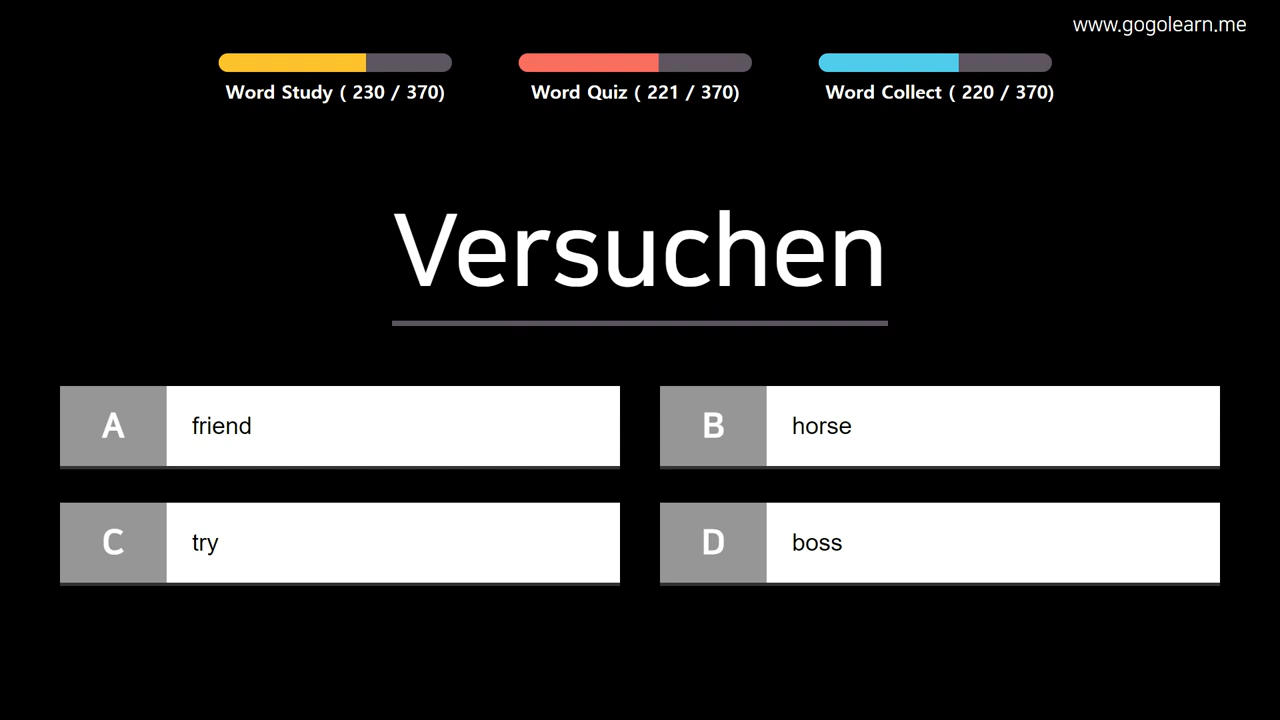 www.gogolearn.me
Word Study ( 230 / 370)
Word Quiz ( 221 / 370)
Word Collect ( 220 / 370)
Versuchen
A friend
B horse
C try
D boss